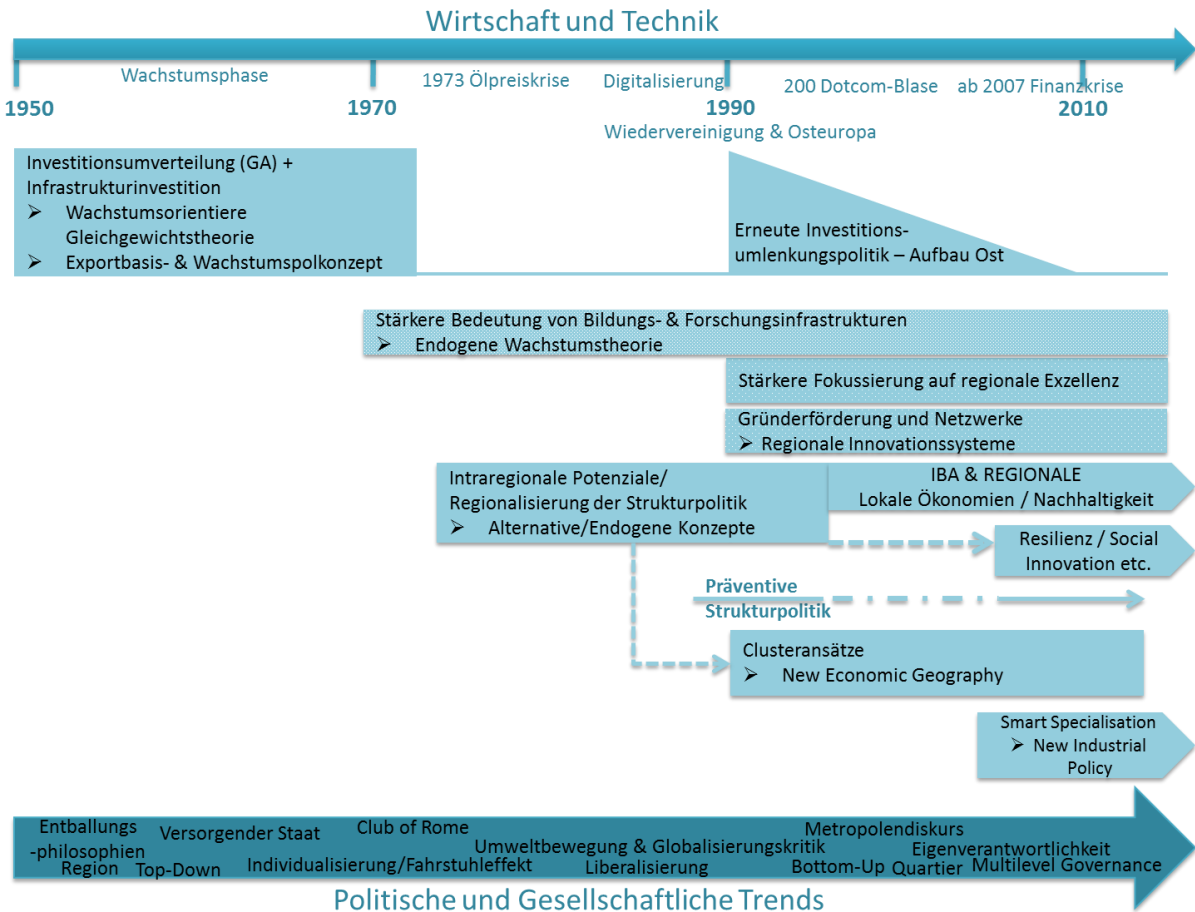 Wirtschaft und Technik
Wachstumsphase
1973 Ölpreiskrise
Digitalisierung
200 Dotcom-Blase
ab 2007 Finanzkrise
1950
1970
1990
2010
Wiedervereinigung & Osteuropa
Investitionsumverteilung (GA) +
Infrastrukturinvestition
➢ Wachstumsorientiere
Gleichgewichtstheorie
➢ Exportbasis- & Wachstumspolkonzept
Erneute Investitions-
umlenkungspolitik – Aufbau Ost
Stärkere Bedeutung von Bildungs- & Forschungsinfrastrukturen
➢ Endogene Wachstumstheorie
Stärkere Fokussierung auf regionale Exzellenz
Gründerförderung und Netzwerke
➢ Regionale Innovationssysteme
Intraregionale Potenziale/
Regionalisierung der Strukturpolitik
➢ Alternative/Endogene Konzepte
IBA & REGIONALE
Lokale Ökonomien / Nachhaltigkeit
Resilienz / Social
Innovation etc.
Präventive
Strukturpolitik
Clusteransätze
➢ New Economic Geography
Smart Specialisation
➢ New Industrial
Policy
Entballungs
-philosophien
Region
Top-Down
Versorgender Staat
Club of Rome
Individualisierung/Fahrstuhleffekt
Umweltbewegung & Globalisierungskritik
Liberalisierung
Metropolendiskurs
Eigenverantwortlichkeit
Bottom-Up
Quartier
Multilevel Governance
Politische und Gesellschaftliche Trends